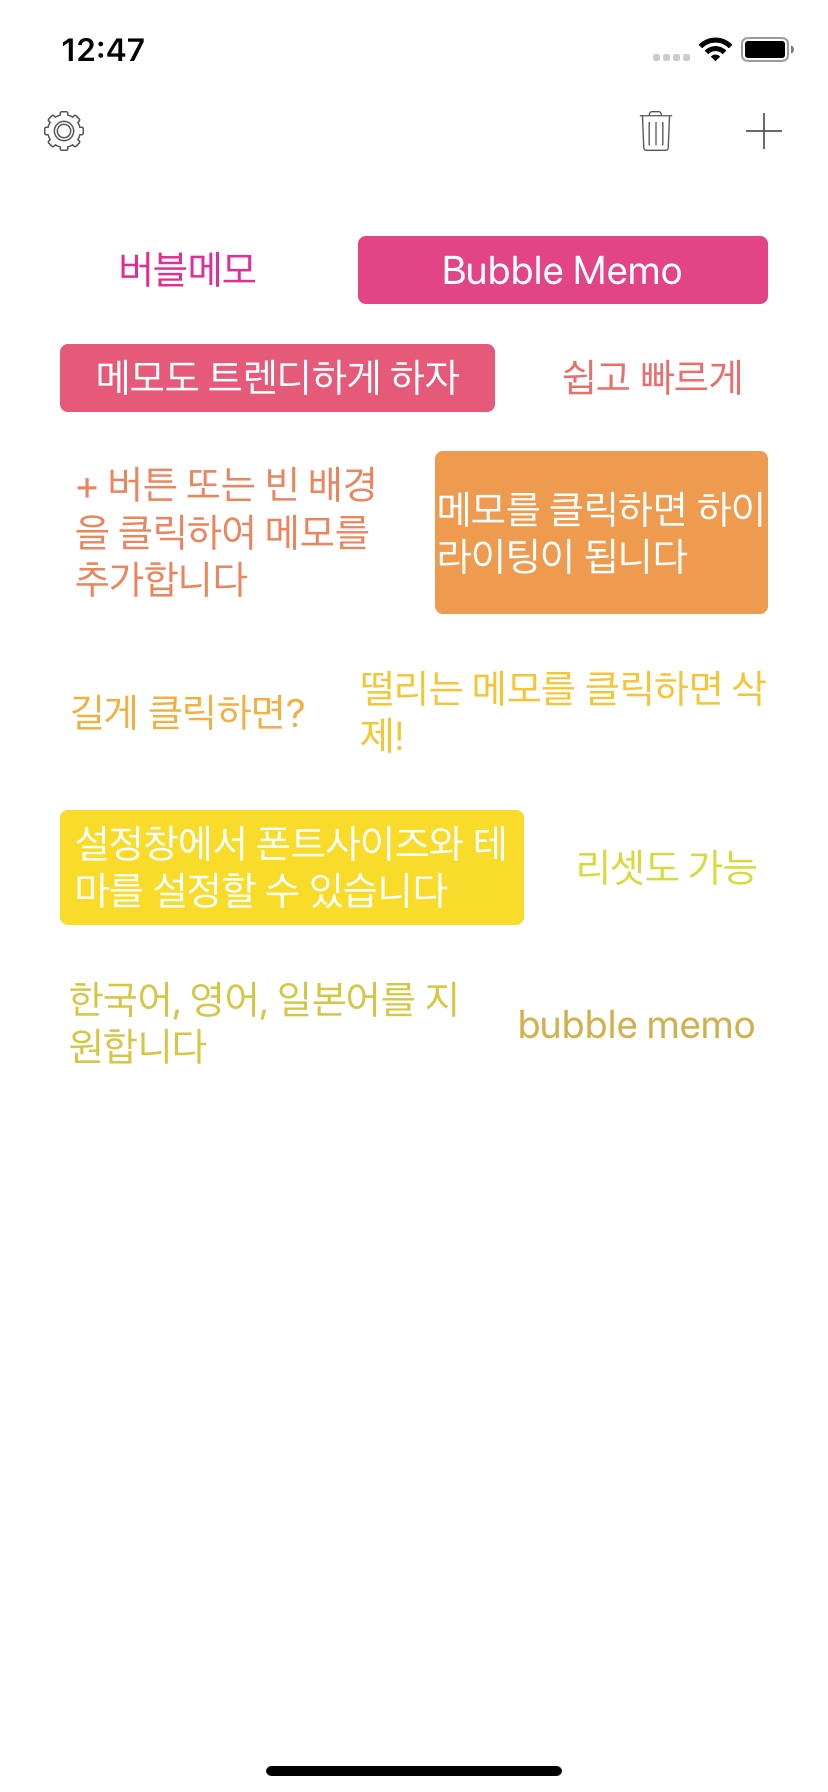 12:47
버블메모
Bubble Memo
메모도 트렌디하게 하자
쉽고 빠르게
+ 버튼 또는 빈 배경
을 클릭하여 메모를
추가합니다
메모를 클릭하면 하이
라이팅이 됩니다
길게 클릭하면?
떨리는 메모를 클릭하면 삭
제!
설정창에서 폰트사이즈와 테
마를 설정할 수 있습니다
리셋도 가능
한국어, 영어, 일본어를 지
원합니다
bubble memo